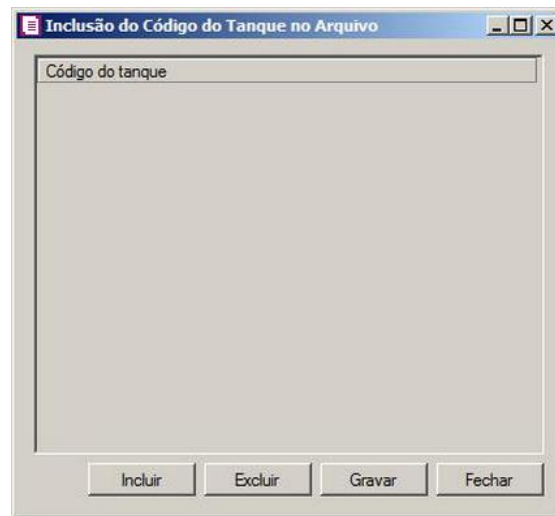 Inclusão do Código do Tanque no Arquivo
Código do tanque
Incluir Excluir Gravar Fechar